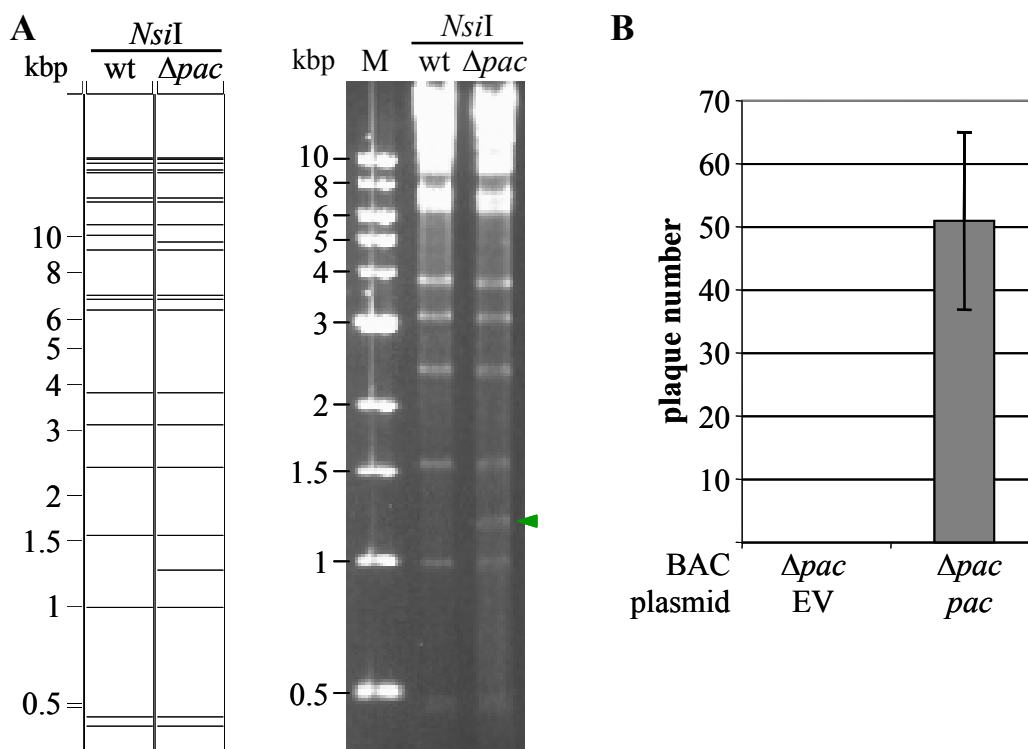 A
B
NsiI
kbp
wt
Δpac
10
8
6
5
4
3
2
1.5
1
0.5
NsiI
kbp
M
wt
Δpac
10
8
6
5
4
3
2
1.5
1
0.5
plaque number
70
60
50
40
30
20
10
BAC Δpac Δpac
plasmid EV pac